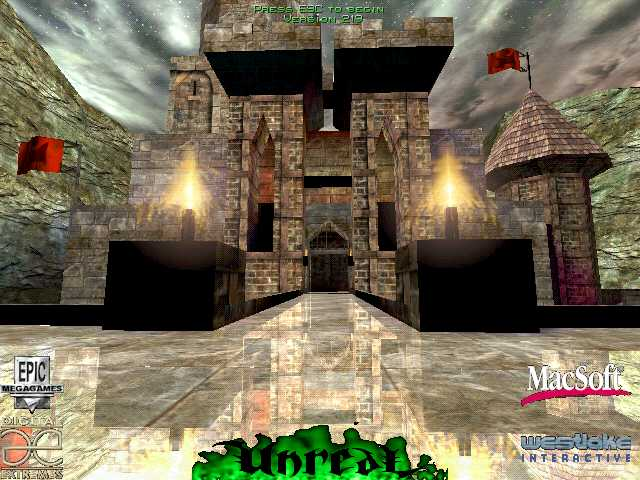 Press ESC to begin
Version 219
EPIC
MEGAGAMES
DIGITAL
EXTREMES
Unreal
MacSoft
westlake
INTERACTIVE